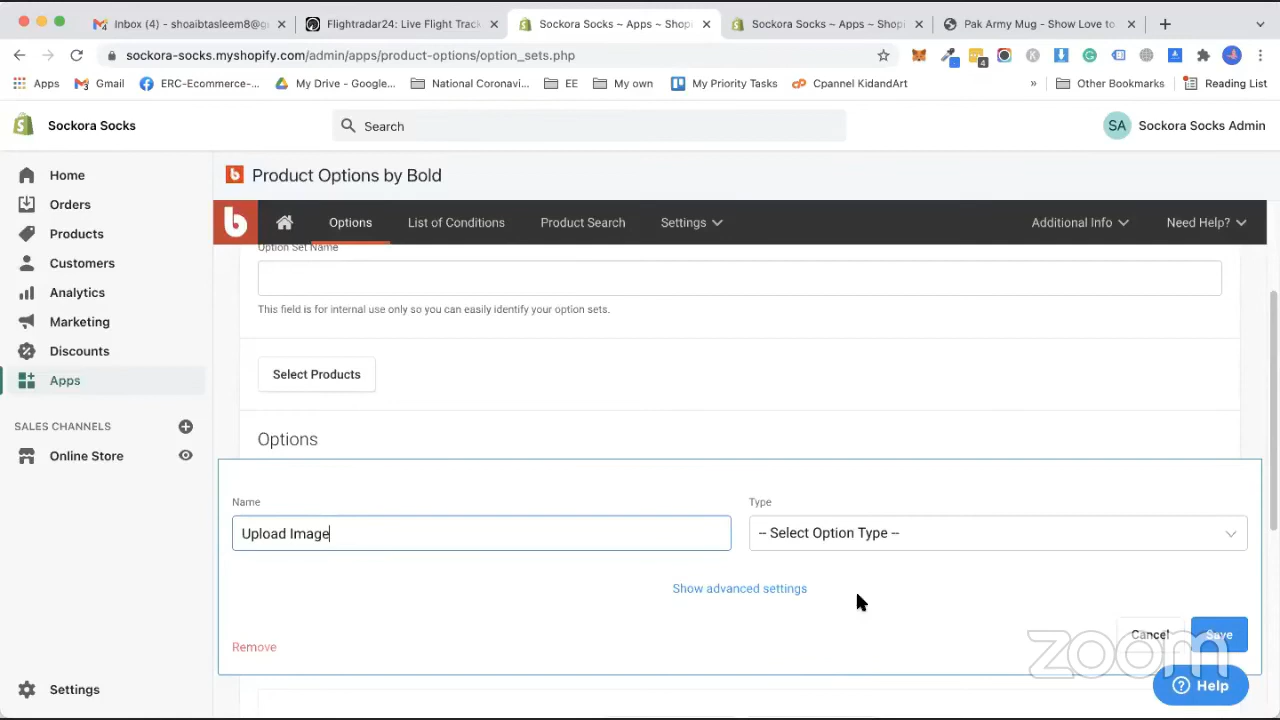 Inbox (4) - shoaibtasleem8@g
Flightradar24: Live Flight Track
Sockora Socks ~ Apps ~ Shopi
Sockora Socks ~ Apps ~ Shopi
Pak Army Mug - Show Love to
sockora-socks.myshopify.com/admin/apps/product-options/option_sets.php
4
Apps
Gmail
ERC-Ecommerce-...
My Drive - Google...
National Coronavi...
EE
My own
My Priority Tasks
Cpannel KidandArt
»
Other Bookmarks
Reading List
Sockora Socks
Search
SA
Sockora Socks Admin
Home
Orders
Products
Customers
Analytics
Marketing
Discounts
Apps
SALES CHANNELS
Online Store
Settings
Product Options by Bold
Options
List of Conditions
Product Search
Settings
Additional Info
Need Help?
Option Set Name
This field is for internal use only so you can easily identify your option sets.
Select Products
Options
Name
Type
Upload Image
-- Select Option Type --
Show advanced settings
Remove
Cancel
Save
zoom
Help